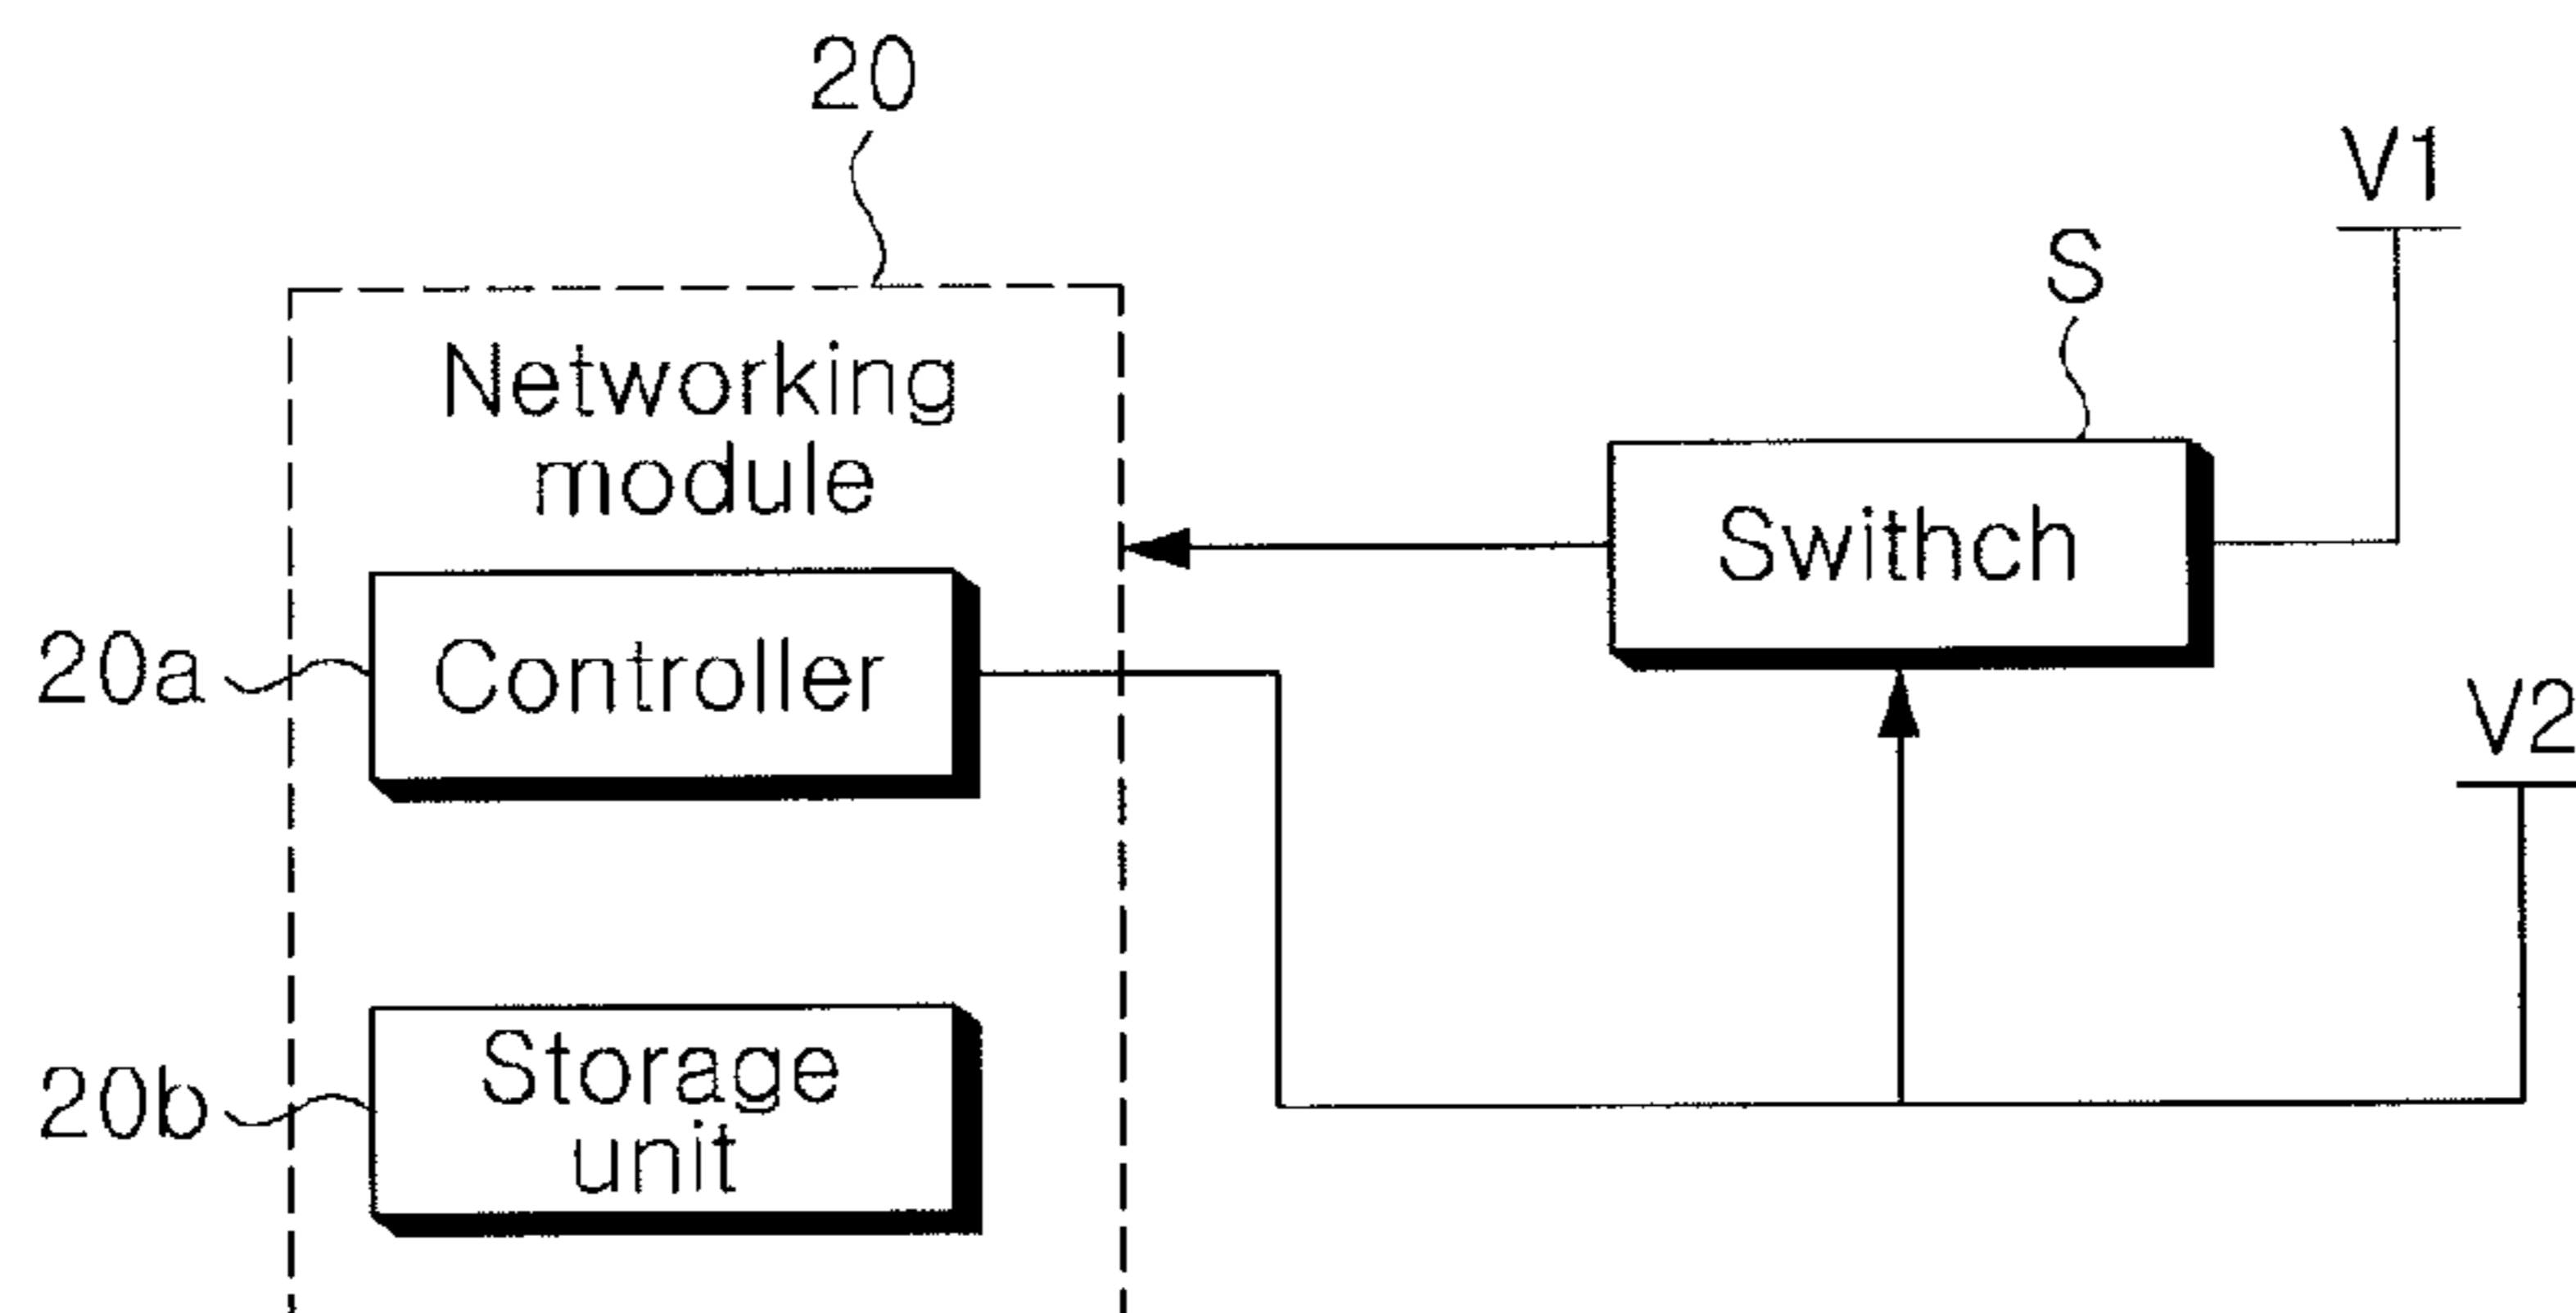 20
V1
S
Networking
module
Swithch
20a
Controller
V2
20b
Storage
unit